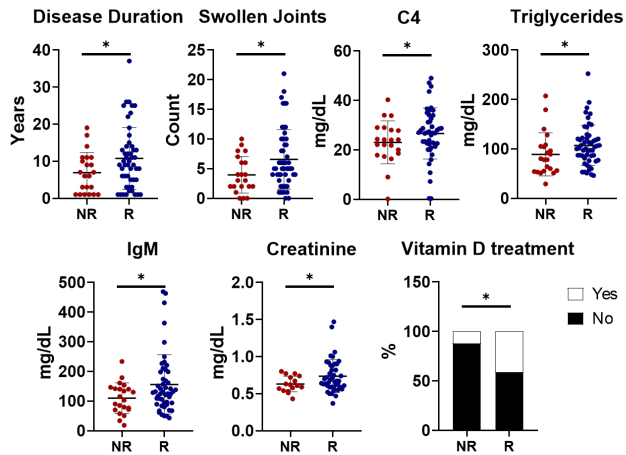 Disease Duration
*
Years
40
30
20
10
0
NR R
Swollen Joints
*
Count
25
20
15
10
5
0
NR R
C4
*
mg/dL
60
40
20
0
NR R
Triglycerides
*
mg/dL
300
200
100
0
NR R
IgM
*
mg/dL
500
400
300
200
100
0
NR R
Creatinine
*
mg/dL
2.0
1.5
1.0
0.5
0.0
NR R
Vitamin D treatment
*
%
150
100
50
0
NR R
Yes
No